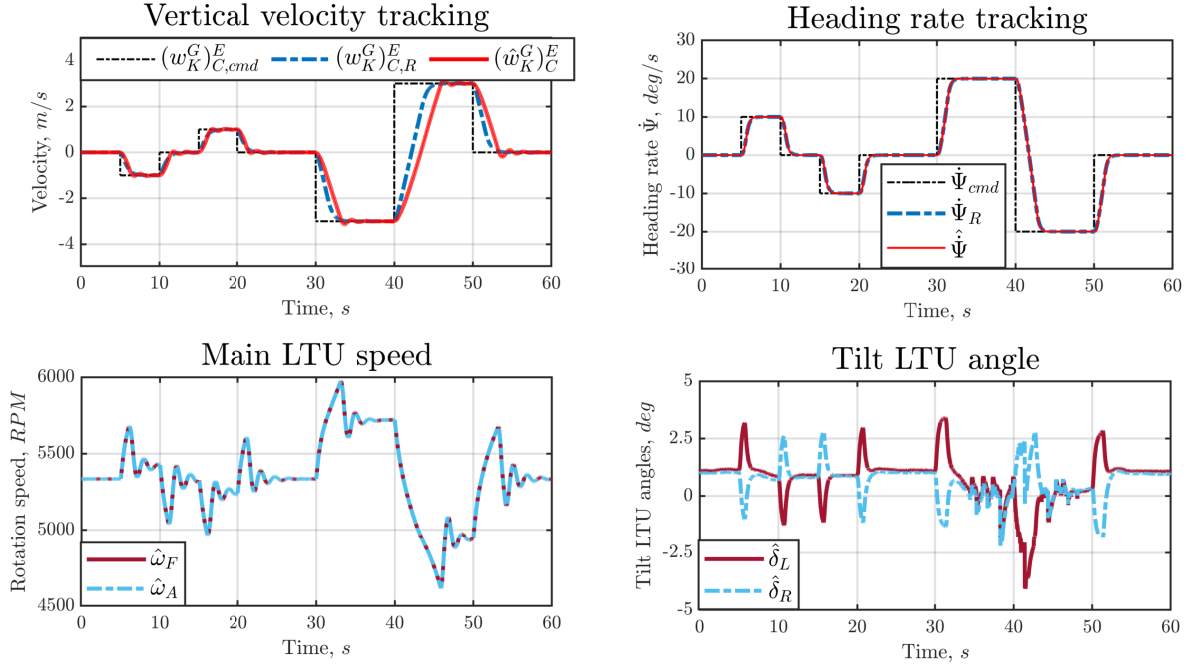 Vertical velocity tracking
(w_K^G)_{C,cmd}^E (w_K^G)_{C,R}^E (ŵ_K^G)_C^E
Velocity, m/s
4
2
0
-2
-4
0 10 20 30 40 50 60
Time, s
Heading rate tracking
Heading rate Ψ̇, deg/s
30
20
10
0
-10
-20
-30
Ψ̇_{cmd}
Ψ̇_R
Ψ̇̂
0 10 20 30 40 50 60
Time, s
Main LTU speed
Rotation speed, RPM
6000
5500
5000
4500
ω̂_F
ω̂_A
0 10 20 30 40 50 60
Time, s
Tilt LTU angle
Tilt LTU angles, deg
5
2.5
0
-2.5
-5
δ̂_L
δ̂_R
0 10 20 30 40 50 60
Time, s